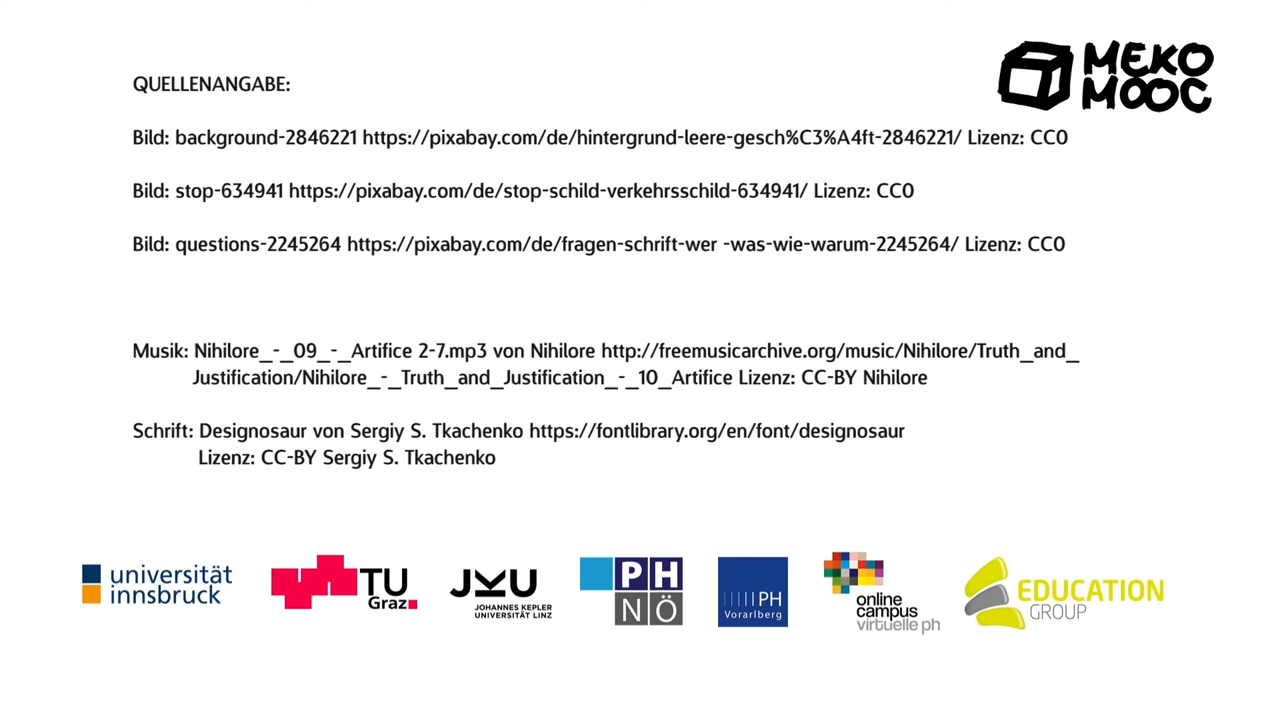 MEKO
MOOC
QUELLENANGABE:
Bild: background-2846221 https://pixabay.com/de/hintergrund-leere-gesch%C3%A4ft-2846221/ Lizenz: CC0
Bild: stop-634941 https://pixabay.com/de/stop-schild-verkehrsschild-634941/ Lizenz: CC0
Bild: questions-2245264 https://pixabay.com/de/fragen-schrift-wer -was-wie-warum-2245264/ Lizenz: CC0
Musik: Nihilore_-_09_-_Artifice 2-7.mp3 von Nihilore http://freemusicarchive.org/music/Nihilore/Truth_and_
Justification/Nihilore_-_Truth_and_Justification_-_10_Artifice Lizenz: CC-BY Nihilore
Schrift: Designosaur von Sergiy S. Tkachenko https://fontlibrary.org/en/font/designosaur
Lizenz: CC-BY Sergiy S. Tkachenko
universität
innsbruck
TU
Graz
JKU
JOHANNES KEPLER
UNIVERSITÄT LINZ
PH
NÖ
PH
Vorarlberg
online
campus
virtuelle ph
EDUCATION
GROUP